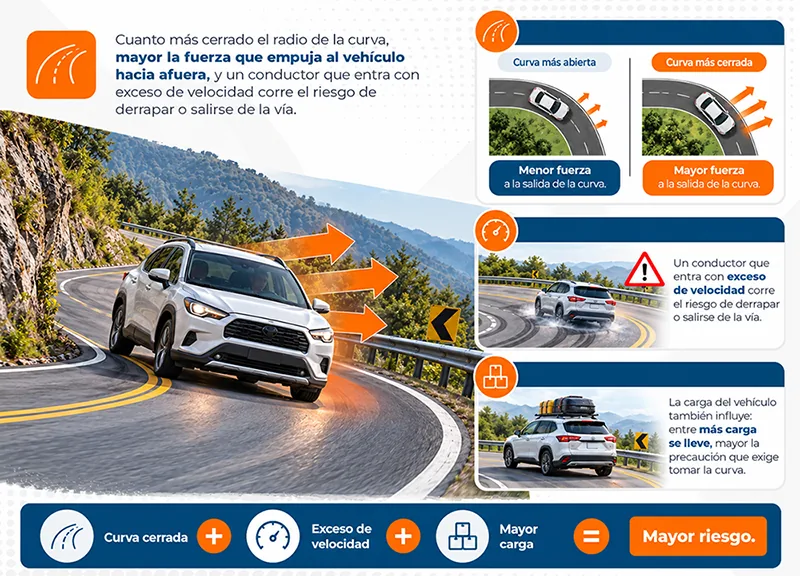 Cuanto más cerrado el radio de la curva,
mayor la fuerza que empuja al vehículo
hacia afuera, y un conductor que entra con
exceso de velocidad corre el riesgo de
derrapar o salirse de la vía.
Curva más abierta
Curva más cerrada
Menor fuerza
a la salida de la curva.
Mayor fuerza
a la salida de la curva.
Un conductor que
entra con exceso
de velocidad corre
el riesgo de derrapar
o salirse de la vía.
La carga del vehículo
también influye:
entre más carga
se lleve, mayor la
precaución que exige
tomar la curva.
Curva cerrada
+
Exceso de
velocidad
+
Mayor
carga
=
Mayor riesgo.